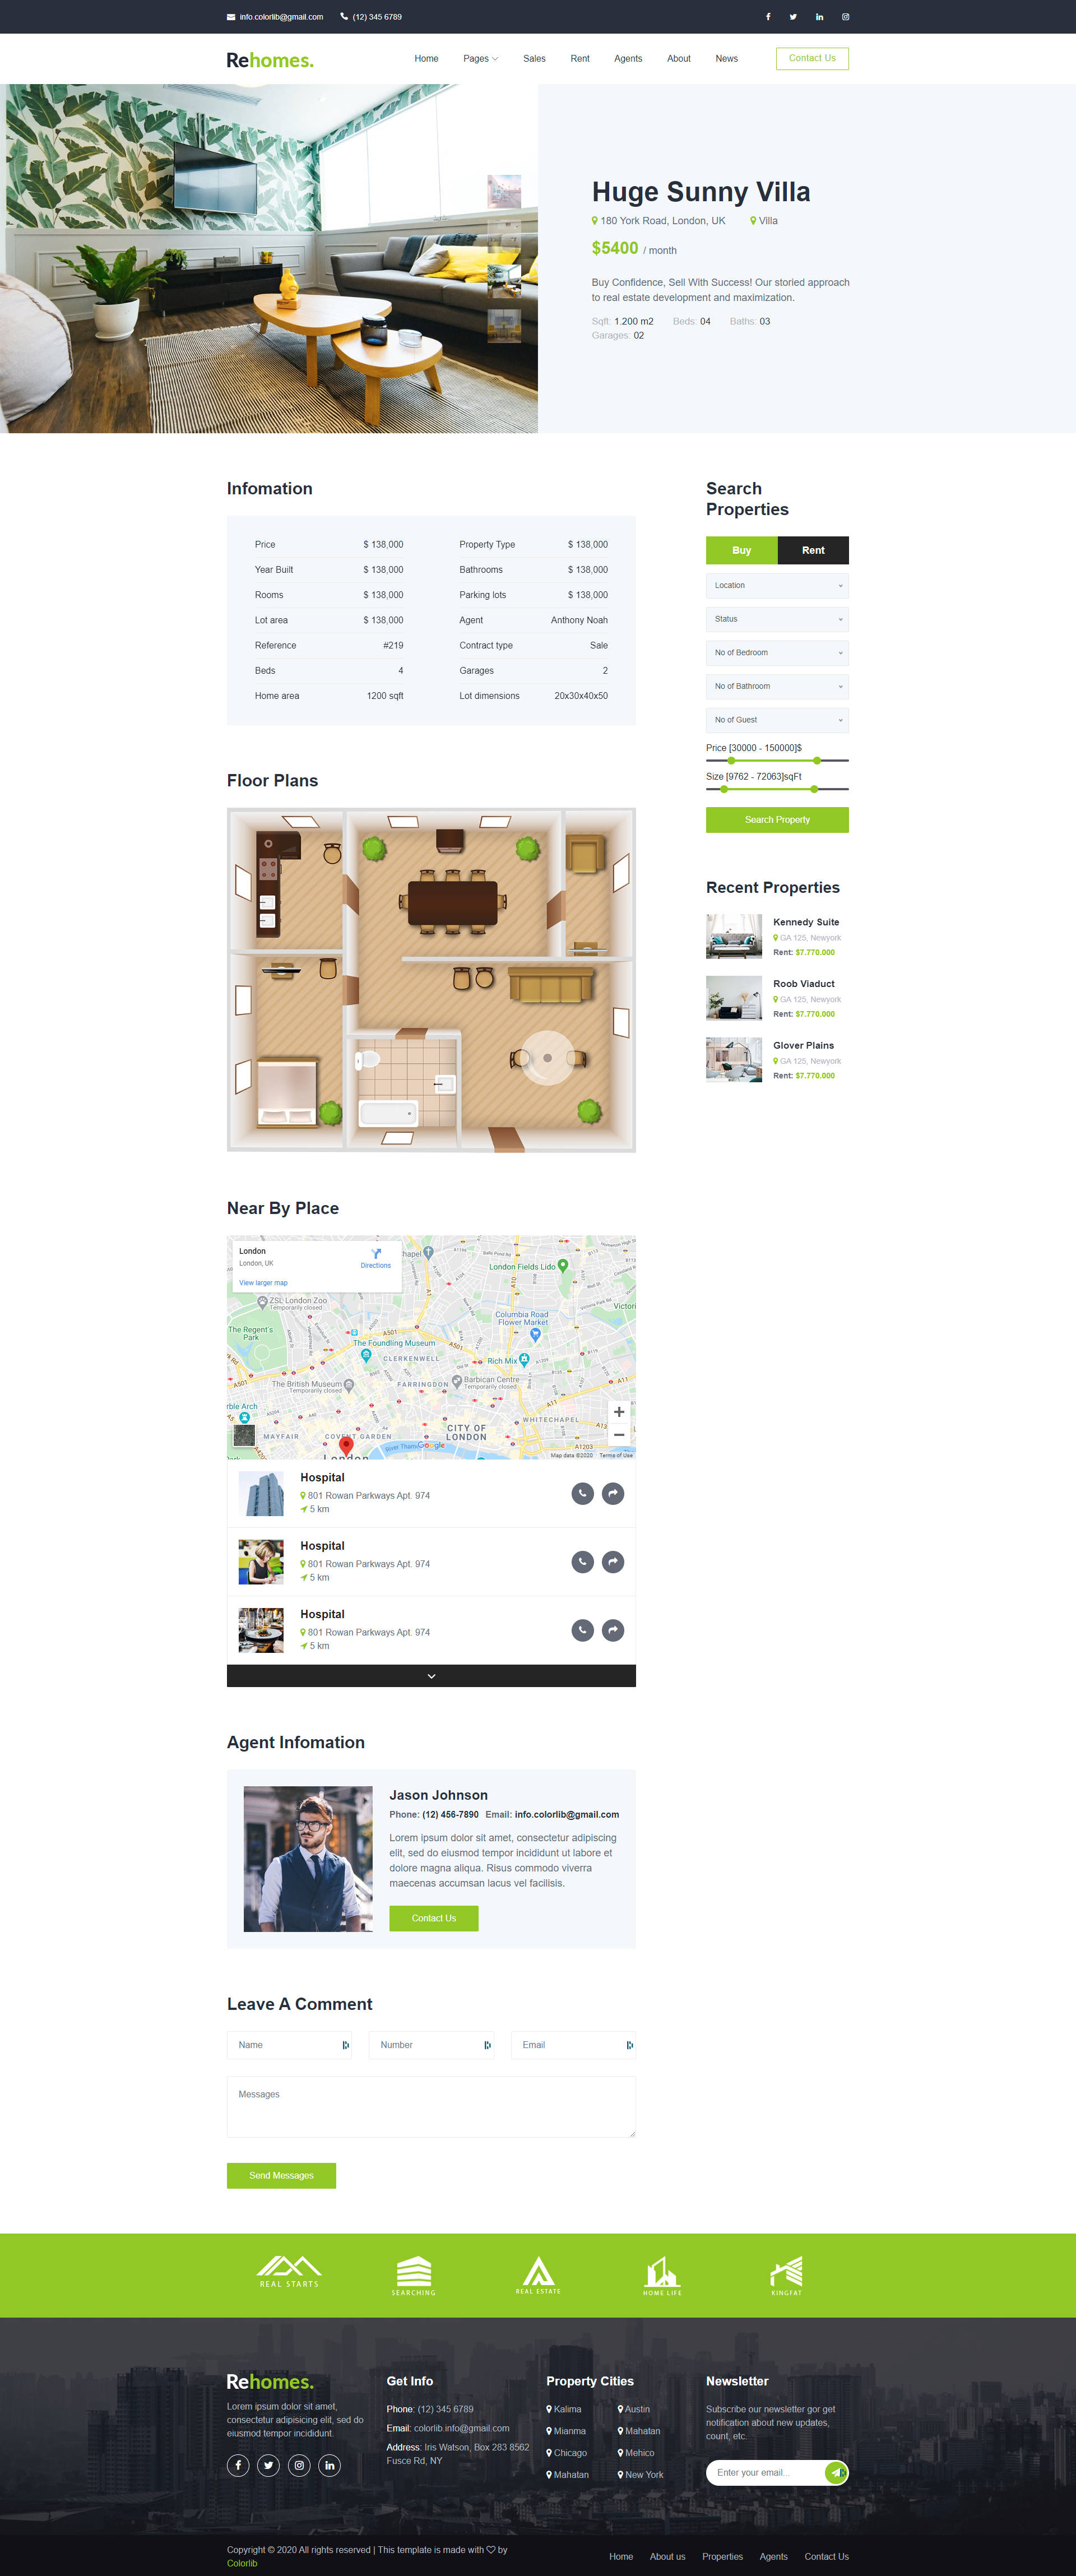 info.colorlib@gmail.com (12) 345 6789
Rehomes.
Home Pages Sales Rent Agents About News Contact Us
Huge Sunny Villa
180 York Road, London, UK Villa
$5400 / month
Buy Confidence, Sell With Success! Our storied approach
to real estate development and maximization.
Sqft: 1.200 m2 Beds: 04 Baths: 03
Garages: 02
Infomation
Price $ 138,000 Property Type $ 138,000
Year Built $ 138,000 Bathrooms $ 138,000
Rooms $ 138,000 Parking lots $ 138,000
Lot area $ 138,000 Agent Anthony Noah
Reference #219 Contract type Sale
Beds 4 Garages 2
Home area 1200 sqft Lot dimensions 20x30x40x50
Search
Properties
Buy Rent
Location
Status
No of Bedroom
No of Bathroom
No of Guest
Price [30000 - 150000]$
Size [9762 - 72063]sqFt
Search Property
Recent Properties
Kennedy Suite
GA 125, Newyork
Rent: $7.770.000
Roob Viaduct
GA 125, Newyork
Rent: $7.770.000
Glover Plains
GA 125, Newyork
Rent: $7.770.000
Floor Plans
Near By Place
London
London, UK
Directions
View larger map
London Fields Lido
ZSL London Zoo
Temporarily closed
Columbia Road
Flower Market
Victori
The Regent's
Park
A501
A10
The Foundling Museum
CLERKENWELL
Rich Mix
The British Museum
Temporarily closed
FARRINGDON
Barbican Centre
Temporarily closed
rble Arch
WHITECHAPEL
MAYFAIR
COVENT GARDEN
CITY OF
LONDON
River Thames
Google
A1203
London
Map data ©2020 Terms of Use
Hospital
801 Rowan Parkways Apt. 974
5 km
Hospital
801 Rowan Parkways Apt. 974
5 km
Hospital
801 Rowan Parkways Apt. 974
5 km
Agent Infomation
Jason Johnson
Phone: (12) 456-7890 Email: info.colorlib@gmail.com
Lorem ipsum dolor sit amet, consectetur adipiscing
elit, sed do eiusmod tempor incididunt ut labore et
dolore magna aliqua. Risus commodo viverra
maecenas accumsan lacus vel facilisis.
Contact Us
Leave A Comment
Name Number Email
Messages
Send Messages
REAL STARTS
SEARCHING
REAL ESTATE
HOME LIFE
KINGFAT
Rehomes.
Lorem ipsum dolor sit amet,
consectetur adipisicing elit, sed do
eiusmod tempor incididunt.
Get Info
Phone: (12) 345 6789
Email: colorlib.info@gmail.com
Address: Iris Watson, Box 283 8562
Fusce Rd, NY
Property Cities
Kalima Austin
Mianma Mahatan
Chicago Mehico
Mahatan New York
Newsletter
Subscribe our newsletter gor get
notification about new updates,
count, etc.
Enter your email...
Copyright © 2020 All rights reserved | This template is made with by
Colorlib
Home About us Properties Agents Contact Us